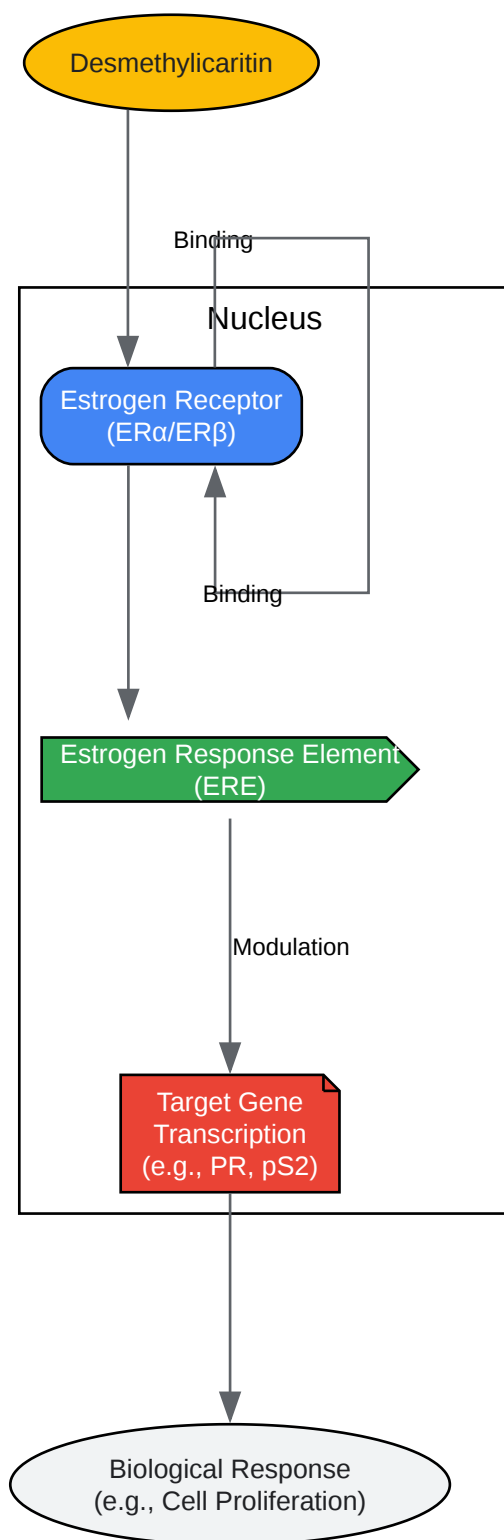 Desmethylicaritin
Binding
Nucleus
Estrogen Receptor
(ERα/ERβ)
Binding
Estrogen Response Element
(ERE)
Modulation
Target Gene
Transcription
(e.g., PR, pS2)
Biological Response
(e.g., Cell Proliferation)